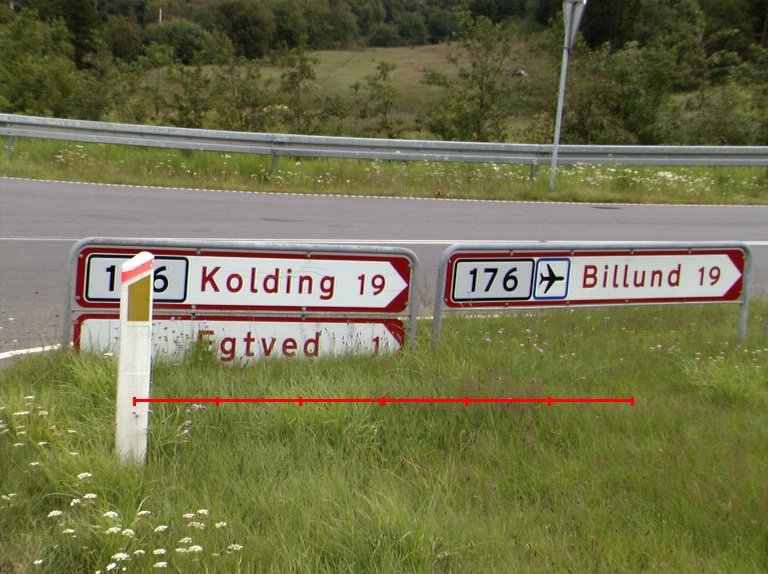 Kolding 19
Egtved
176 Billund 19